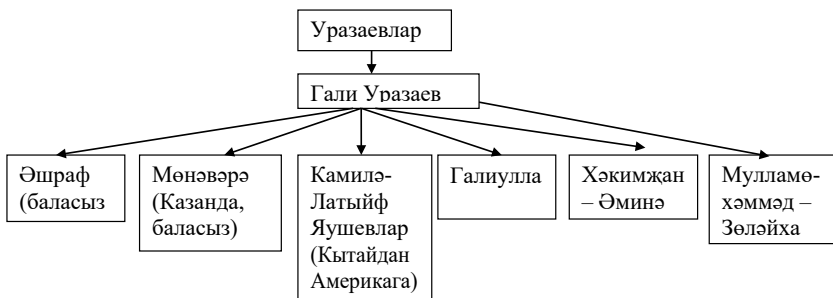 Уразаевлар
Гали Уразаев
Әшраф
(баласыз
Мөнәвәрә
(Казанда,
баласыз)
Камилә-
Латыйф
Яушевлар
(Кытайдан
Америкага)
Галиулла
Хәкимҗан
– Әминә
Мулламө-
хәммәд –
Зөләйха